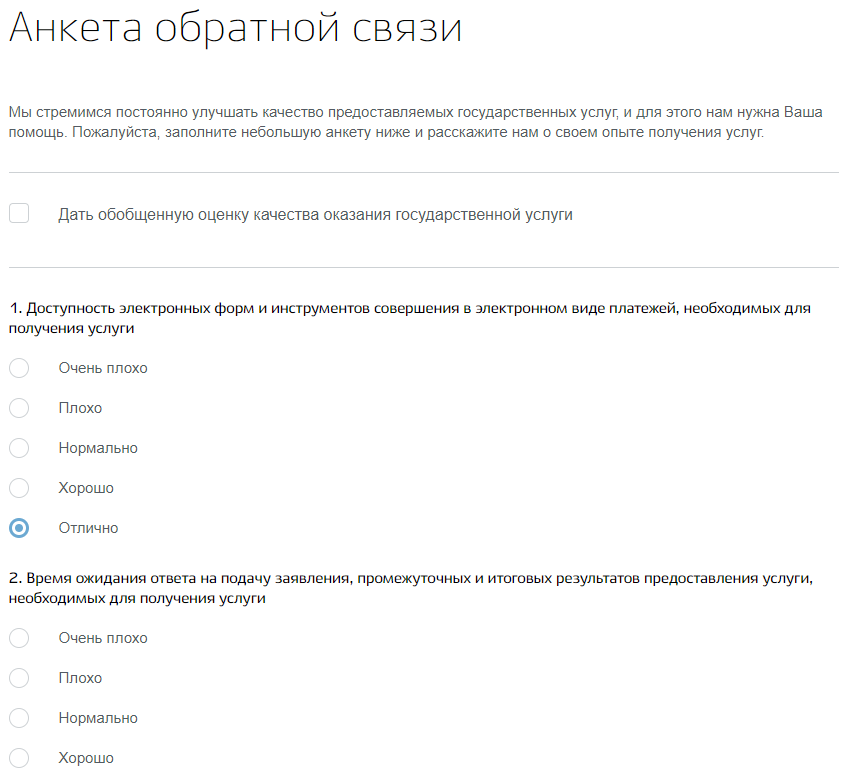 Анкета обратной связи
Мы стремимся постоянно улучшать качество предоставляемых государственных услуг, и для этого нам нужна Ваша
помощь. Пожалуйста, заполните небольшую анкету ниже и расскажите нам о своем опыте получения услуг.
Дать обобщенную оценку качества оказания государственной услуги
1. Доступность электронных форм и инструментов совершения в электронном виде платежей, необходимых для
получения услуги
Очень плохо
Плохо
Нормально
Хорошо
Отлично
2. Время ожидания ответа на подачу заявления, промежуточных и итоговых результатов предоставления услуги,
необходимых для получения услуги
Очень плохо
Плохо
Нормально
Хорошо